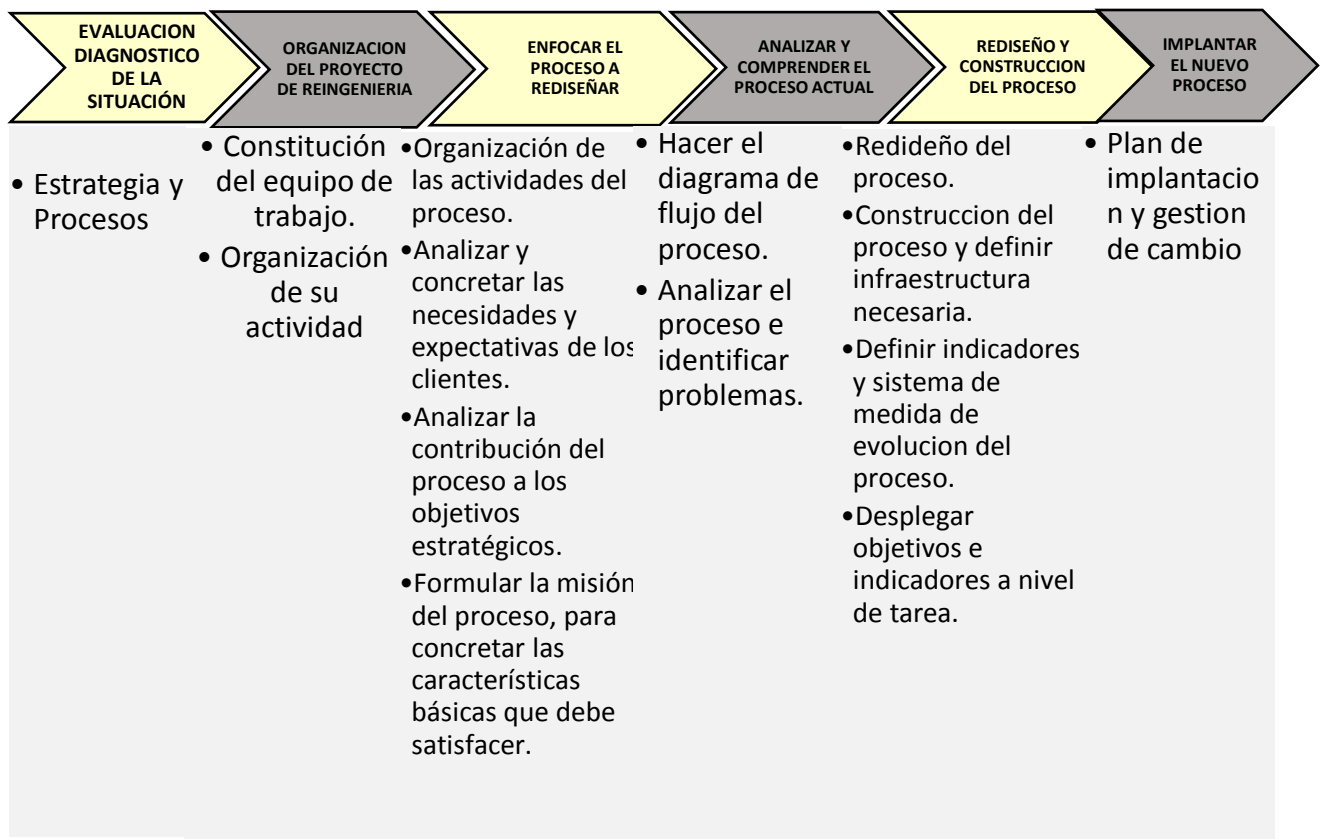 EVALUACION
DIAGNOSTICO
DE LA
SITUACIÓN
ORGANIZACION
DEL PROYECTO
DE REINGENIERIA
ENFOCAR EL
PROCESO A
REDISEÑAR
ANALIZAR Y
COMPRENDER EL
PROCESO ACTUAL
REDISEÑO Y
CONSTRUCCION
DEL PROCESO
IMPLANTAR
EL NUEVO
PROCESO
• Estrategia y
Procesos
• Constitución
del equipo de
trabajo.
• Organización
de su
actividad
•Organización de
las actividades del
proceso.
•Analizar y
concretar las
necesidades y
expectativas de los
clientes.
•Analizar la
contribución del
proceso a los
objetivos
estratégicos.
•Formular la misión
del proceso, para
concretar las
características
básicas que debe
satisfacer.
• Hacer el
diagrama de
flujo del
proceso.
• Analizar el
proceso e
identificar
problemas.
•Redideño del
proceso.
•Construccion del
proceso y definir
infraestructura
necesaria.
•Definir indicadores
y sistema de
medida de
evolucion del
proceso.
•Desplegar
objetivos e
indicadores a nivel
de tarea.
• Plan de
implantacio
n y gestion
de cambio